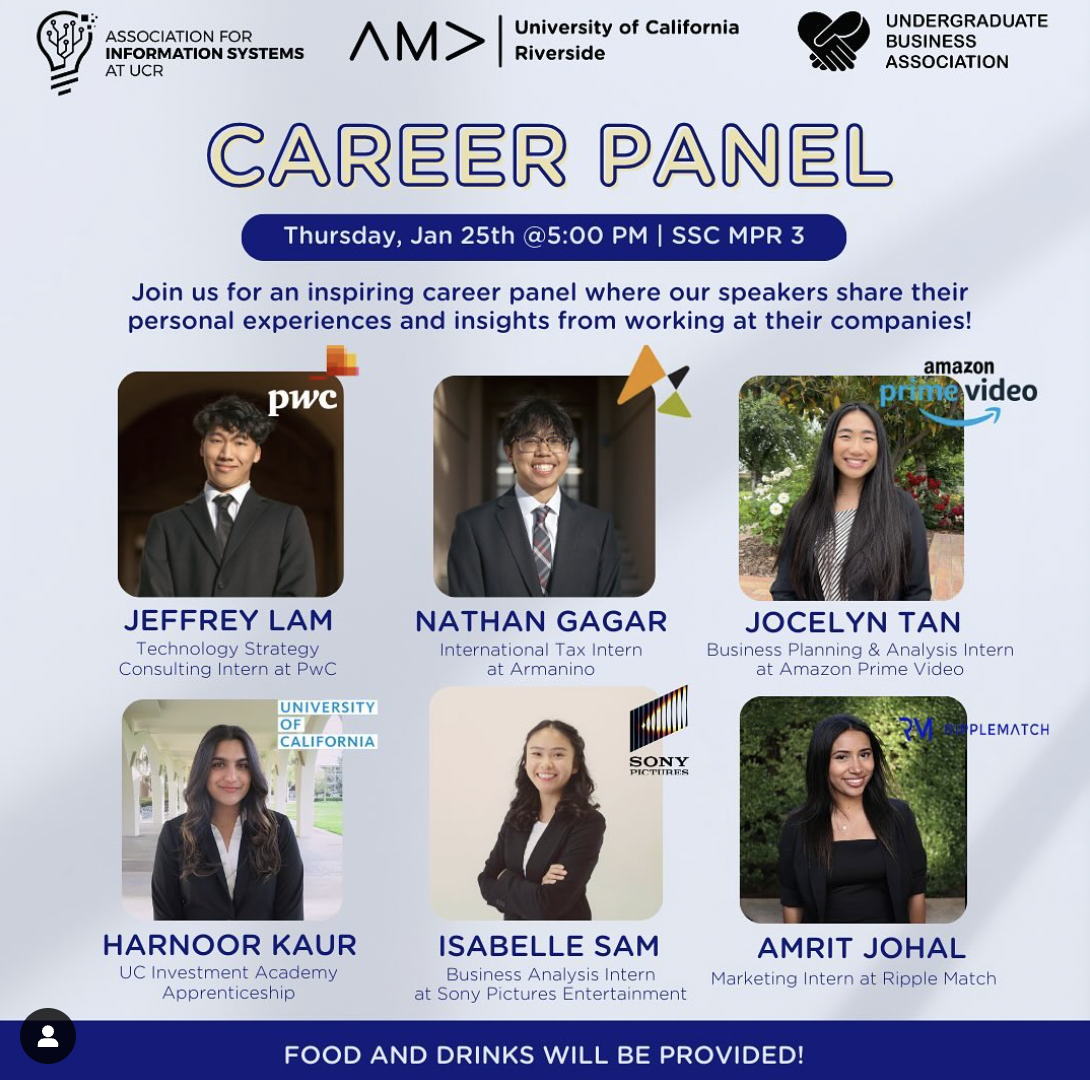 ASSOCIATION FOR
INFORMATION SYSTEMS
AT UCR
AMA
University of California
Riverside
UNDERGRADUATE
BUSINESS
ASSOCIATION
CAREER PANEL
Thursday, Jan 25th @5:00 PM | SSC MPR 3
Join us for an inspiring career panel where our speakers share their
personal experiences and insights from working at their companies!
pwc
amazon
prime video
JEFFREY LAM
Technology Strategy
Consulting Intern at PwC
NATHAN GAGAR
International Tax Intern
at Armanino
JOCELYN TAN
Business Planning & Analysis Intern
at Amazon Prime Video
UNIVERSITY
OF
CALIFORNIA
SONY
PICTURES
RM RIPPLEMATCH
HARNOOR KAUR
UC Investment Academy
Apprenticeship
ISABELLE SAM
Business Analysis Intern
at Sony Pictures Entertainment
AMRIT JOHAL
Marketing Intern at Ripple Match
FOOD AND DRINKS WILL BE PROVIDED!